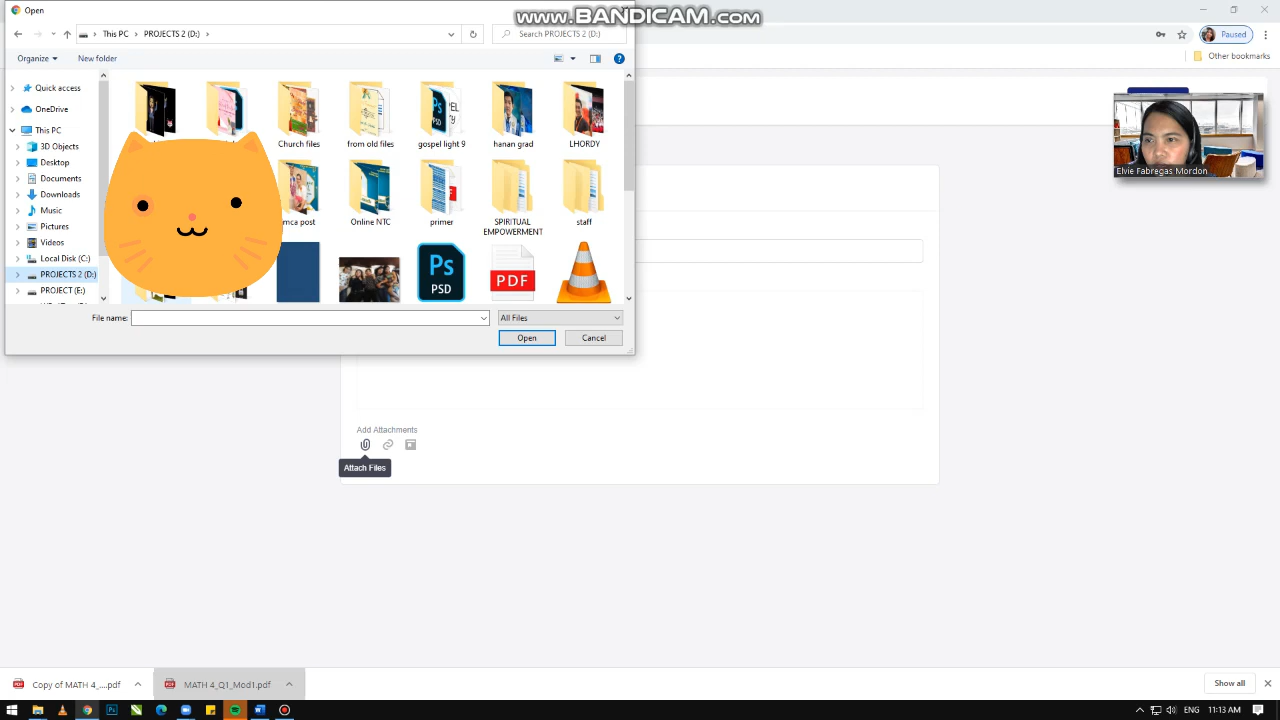 Open
www.BANDICAM.com
This PC
PROJECTS 2 (D:)
Search PROJECTS 2 (D:)
Paused
Organize
New folder
Other bookmarks
Quick access
OneDrive
This PC
3D Objects
Desktop
Documents
Downloads
Music
Pictures
Videos
Local Disk (C:)
PROJECTS 2 (D:)
PROJECT (E:)
Church files
from old files
gospel light 9
hanan grad
LHORDY
mca post
Online NTC
primer
SPIRITUAL
EMPOWERMENT
staff
Ps
PSD
PDF
File name:
All Files
Open
Cancel
Elvie Fabregas Mordon
Add Attachments
Attach Files
Copy of MATH 4_....pdf
MATH 4_Q1_Mod1.pdf
Show all
ENG
11:13 AM